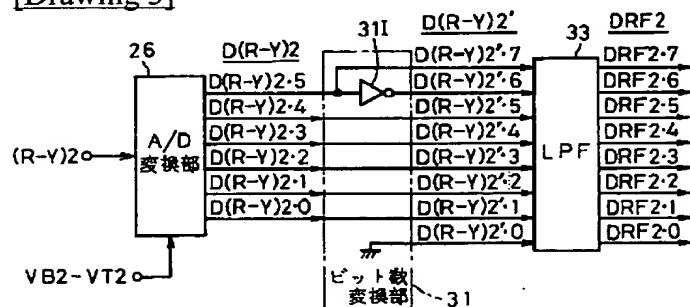 [Drawing 3]
26
D(R-Y)2
31I
D(R-Y)2'
33
DRF2
D(R-Y)2・5
D(R-Y)2'・7
DRF2・7
D(R-Y)2・4
D(R-Y)2'・6
DRF2・6
D(R-Y)2・3
D(R-Y)2'・5
DRF2・5
(R-Y)2
A/D
変換部
D(R-Y)2・2
D(R-Y)2'・4
LPF
DRF2・4
D(R-Y)2・1
D(R-Y)2'・3
DRF2・3
D(R-Y)2・0
D(R-Y)2'・2
DRF2・2
D(R-Y)2'・1
DRF2・1
D(R-Y)2'・0
DRF2・0
VB2-VT2
ビット数
変換部
31